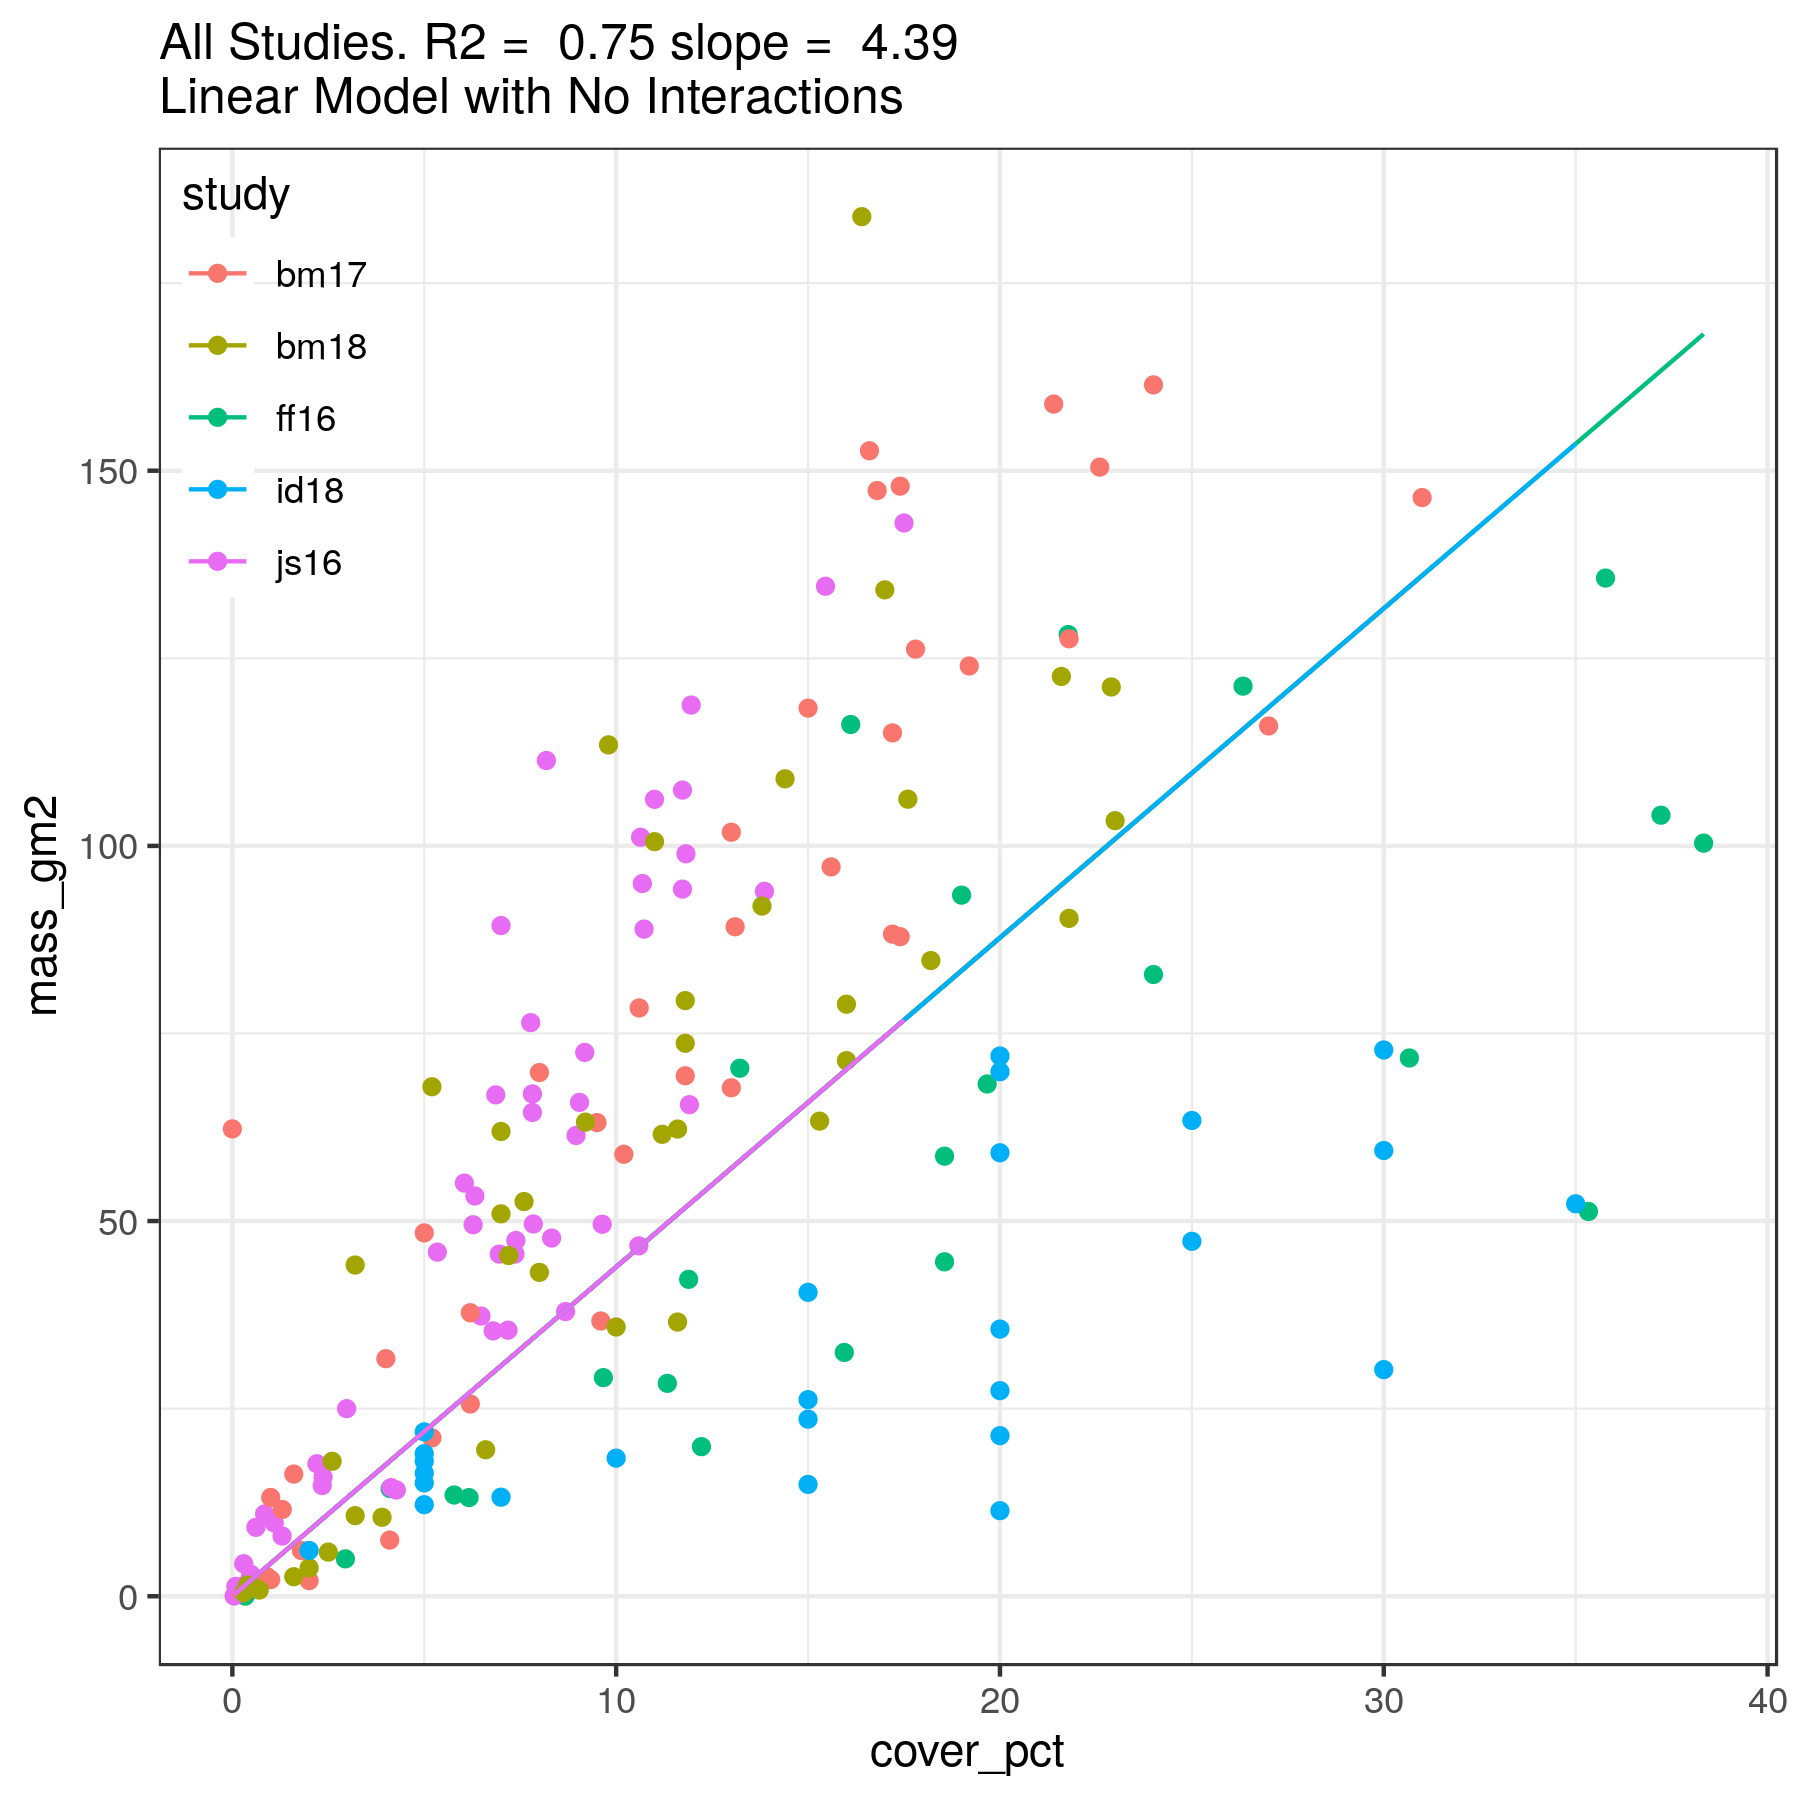 All Studies. R2 =  0.75 slope =  4.39
Linear Model with No Interactions
study
bm17
bm18
ff16
id18
js16
150
100
50
0
mass_gm2
0 10 20 30 40
cover_pct